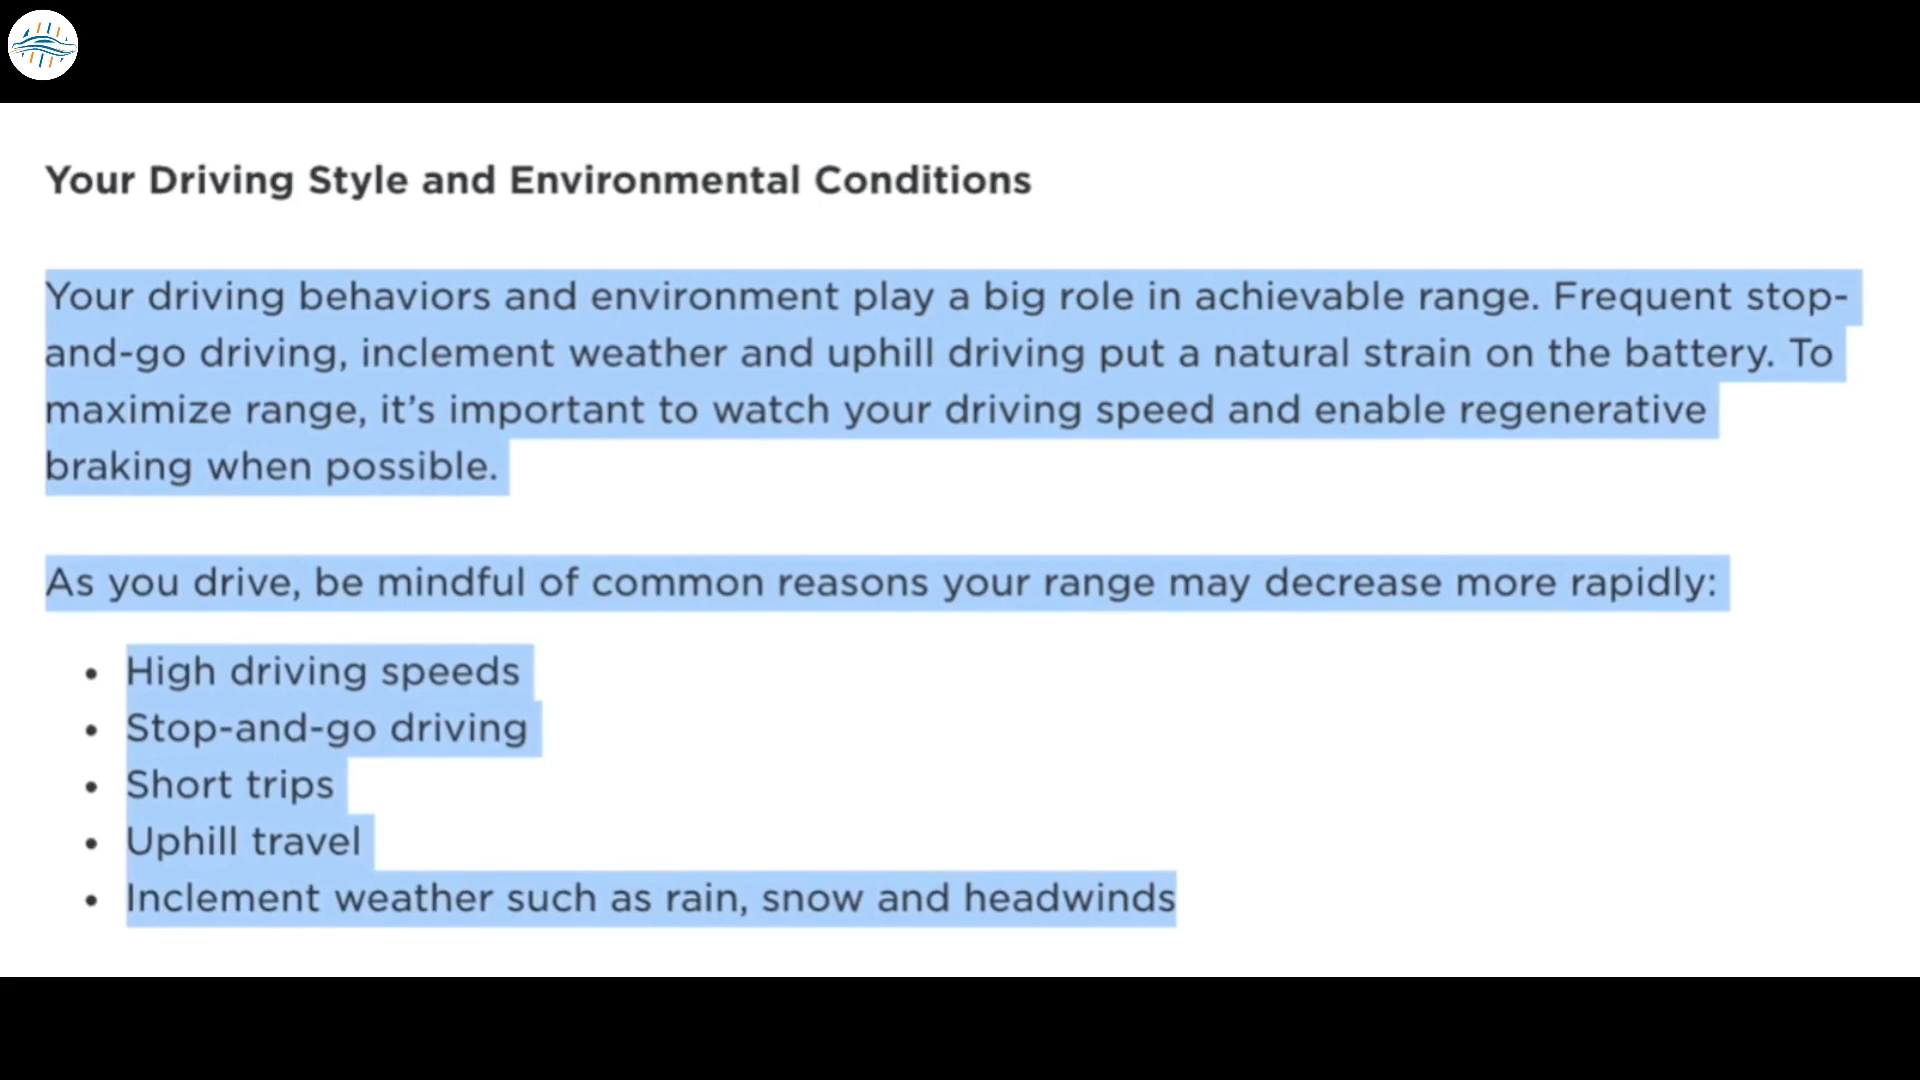 Your Driving Style and Environmental Conditions
Your driving behaviors and environment play a big role in achievable range. Frequent stop-
and-go driving, inclement weather and uphill driving put a natural strain on the battery. To
maximize range, it’s important to watch your driving speed and enable regenerative
braking when possible.
As you drive, be mindful of common reasons your range may decrease more rapidly:
• High driving speeds
• Stop-and-go driving
• Short trips
• Uphill travel
• Inclement weather such as rain, snow and headwinds